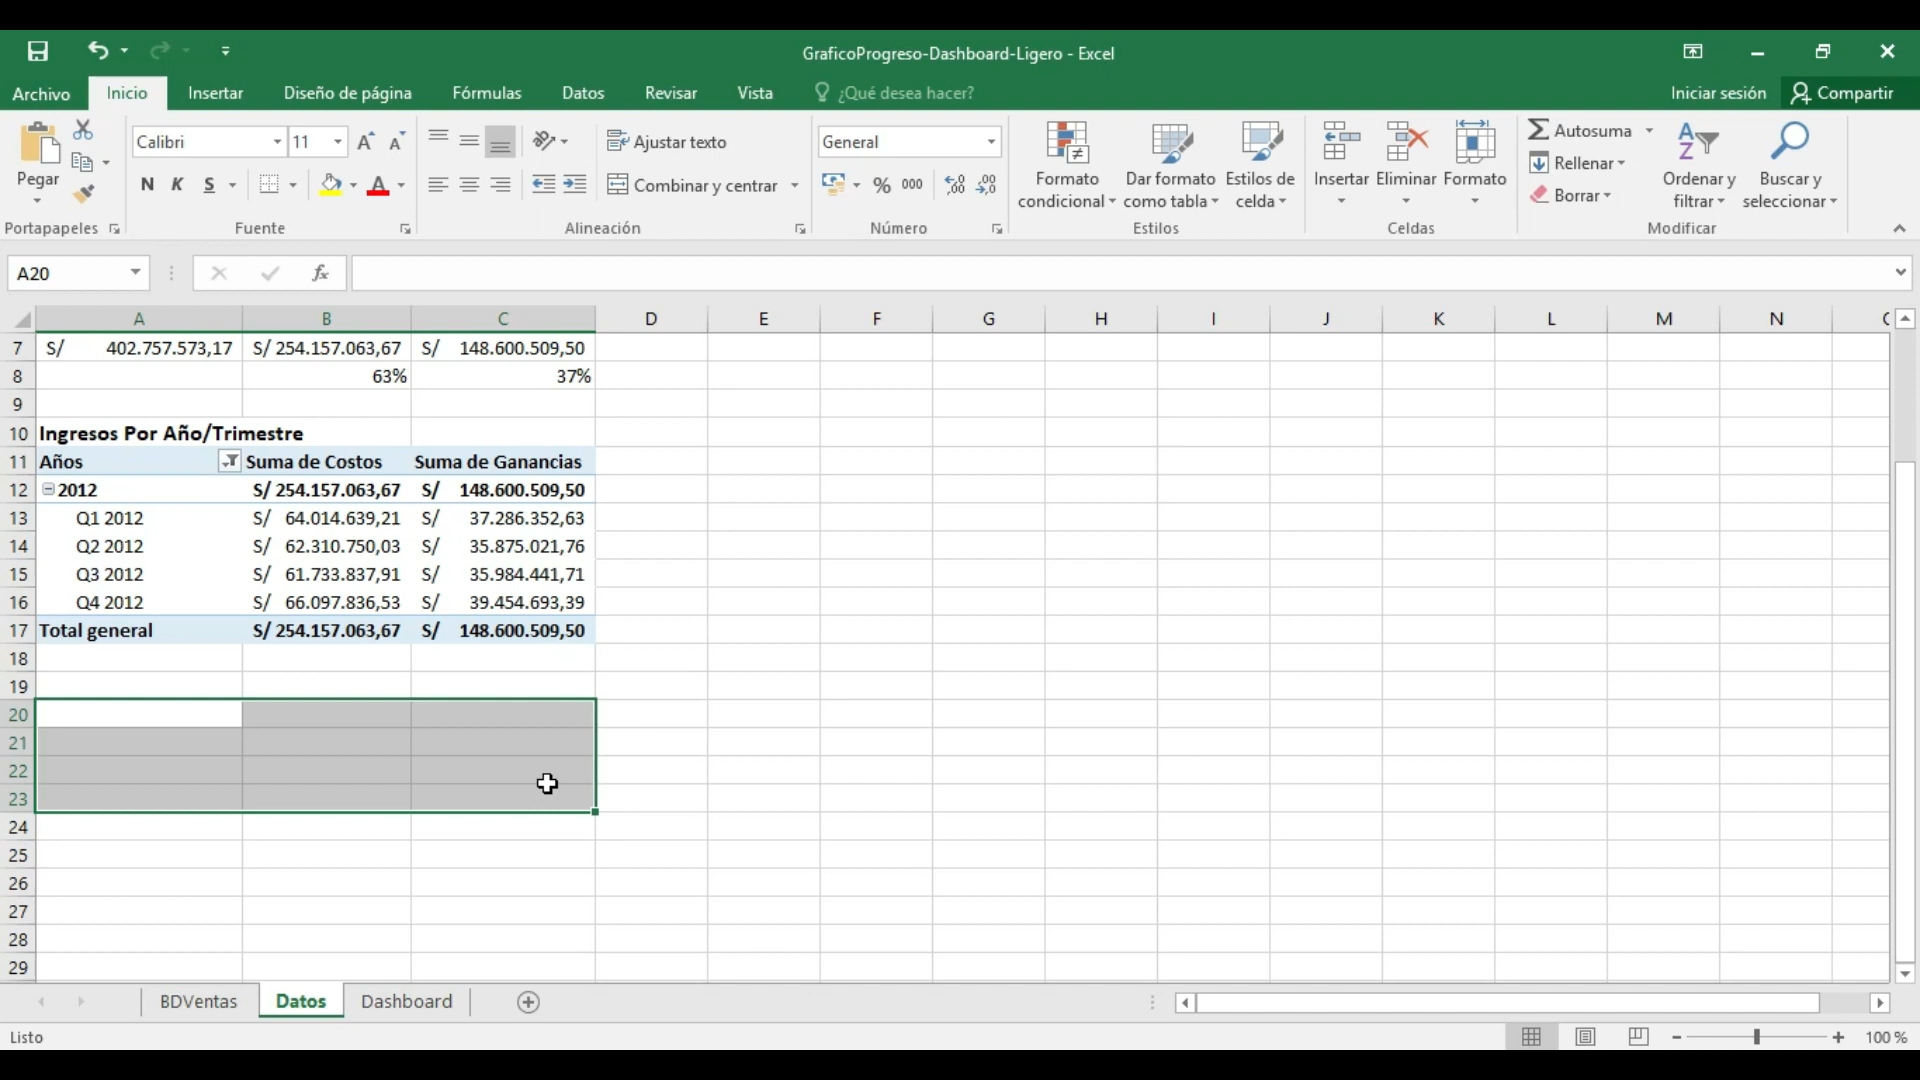 GraficoProgreso-Dashboard-Ligero - Excel
Archivo Inicio Insertar Diseño de página Fórmulas Datos Revisar Vista ¿Qué desea hacer? Iniciar sesión Compartir
Pegar
Calibri 11
N K S
Ajustar texto
Combinar y centrar
General
% 000
Formato condicional
Dar formato como tabla
Estilos de celda
Insertar Eliminar Formato
Autosuma
Rellenar
Borrar
Ordenar y filtrar
Buscar y seleccionar
Portapapeles Fuente Alineación Número Estilos Celdas Modificar
A20 fx
A B C D E F G H I J K L M N
7 S/ 402.757.573,17 S/ 254.157.063,67 S/ 148.600.509,50
8 63% 37%
9
10 Ingresos Por Año/Trimestre
11 Años Suma de Costos Suma de Ganancias
12 2012 S/ 254.157.063,67 S/ 148.600.509,50
13 Q1 2012 S/ 64.014.639,21 S/ 37.286.352,63
14 Q2 2012 S/ 62.310.750,03 S/ 35.875.021,76
15 Q3 2012 S/ 61.733.837,91 S/ 35.984.441,71
16 Q4 2012 S/ 66.097.836,53 S/ 39.454.693,39
17 Total general S/ 254.157.063,67 S/ 148.600.509,50
18
19
20
21
22
23
24
25
26
27
28
29
BDVentas Datos Dashboard
Listo 100 %